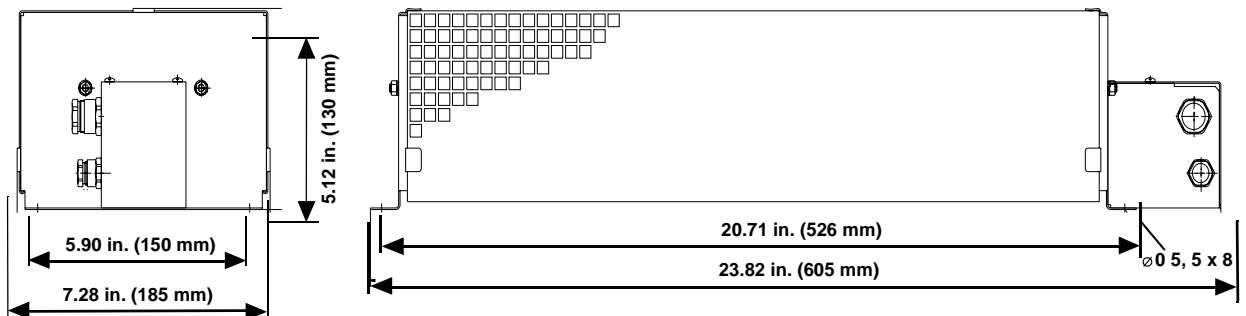 5.12 in. (130 mm)
5.90 in. (150 mm)
7.28 in. (185 mm)
20.71 in. (526 mm)
23.82 in. (605 mm)
⌀0 5, 5 x 8